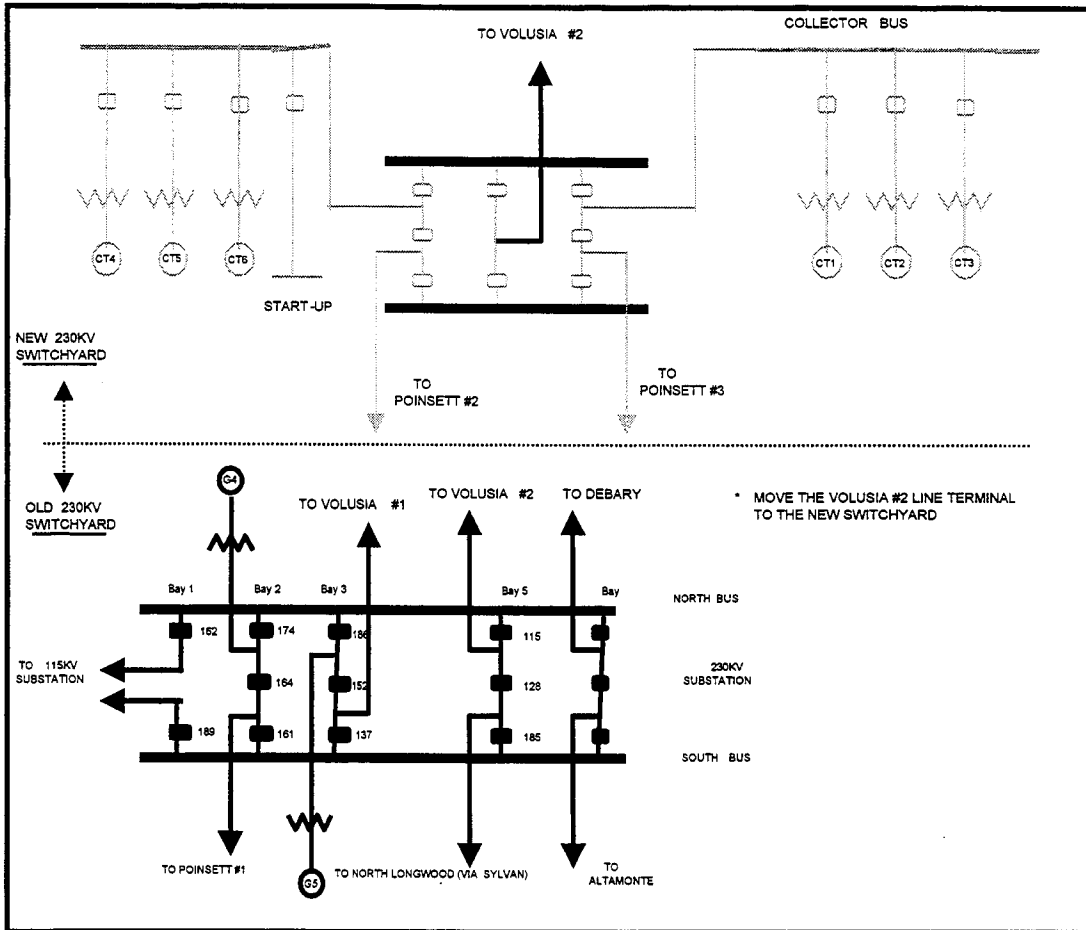 COLLECTOR BUS
TO VOLUSIA #2
CT4
CT5
CT6
CT1
CT2
CT3
START-UP
NEW 230KV
SWITCHYARD
TO
POINSETT #2
TO
POINSETT #3
OLD 230KV
SWITCHYARD
G4
TO VOLUSIA #1
TO VOLUSIA #2
TO DEBARY
* MOVE THE VOLUSIA #2 LINE TERMINAL
TO THE NEW SWITCHYARD
Bay 1
Bay 2
Bay 3
Bay 5
Bay
NORTH BUS
162
174
186
115
TO 115KV
SUBSTATION
164
152
128
230KV
SUBSTATION
189
161
137
185
SOUTH BUS
TO POINSETT #1
G5
TO NORTH LONGWOOD (VIA SYLVAN)
TO
ALTAMONTE